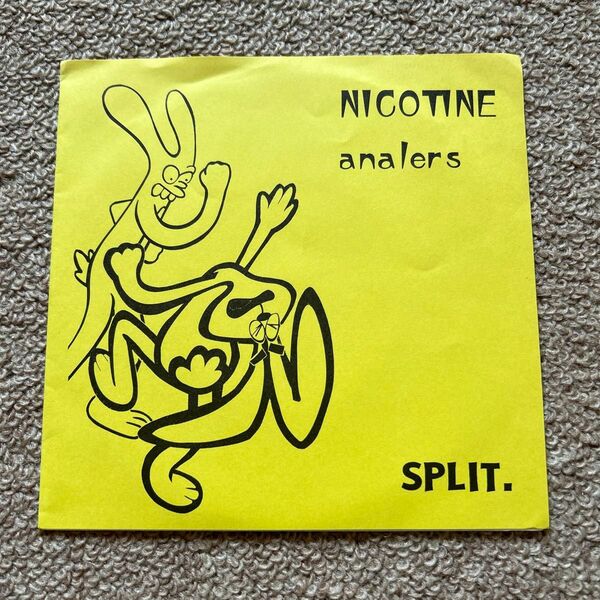 NICOTINE
analers
SPLIT.